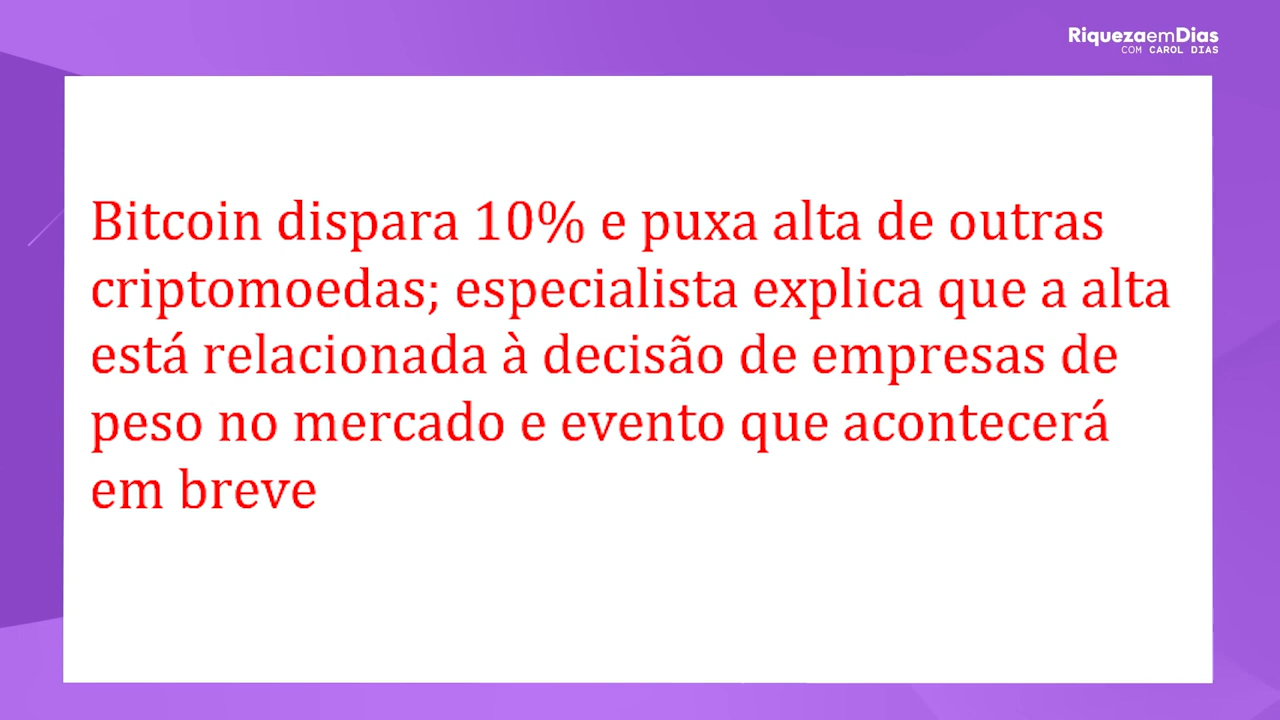 RiquezaemDias
COM CAROL DIAS
Bitcoin dispara 10% e puxa alta de outras
criptomoedas; especialista explica que a alta
está relacionada à decisão de empresas de
peso no mercado e evento que acontecerá
em breve